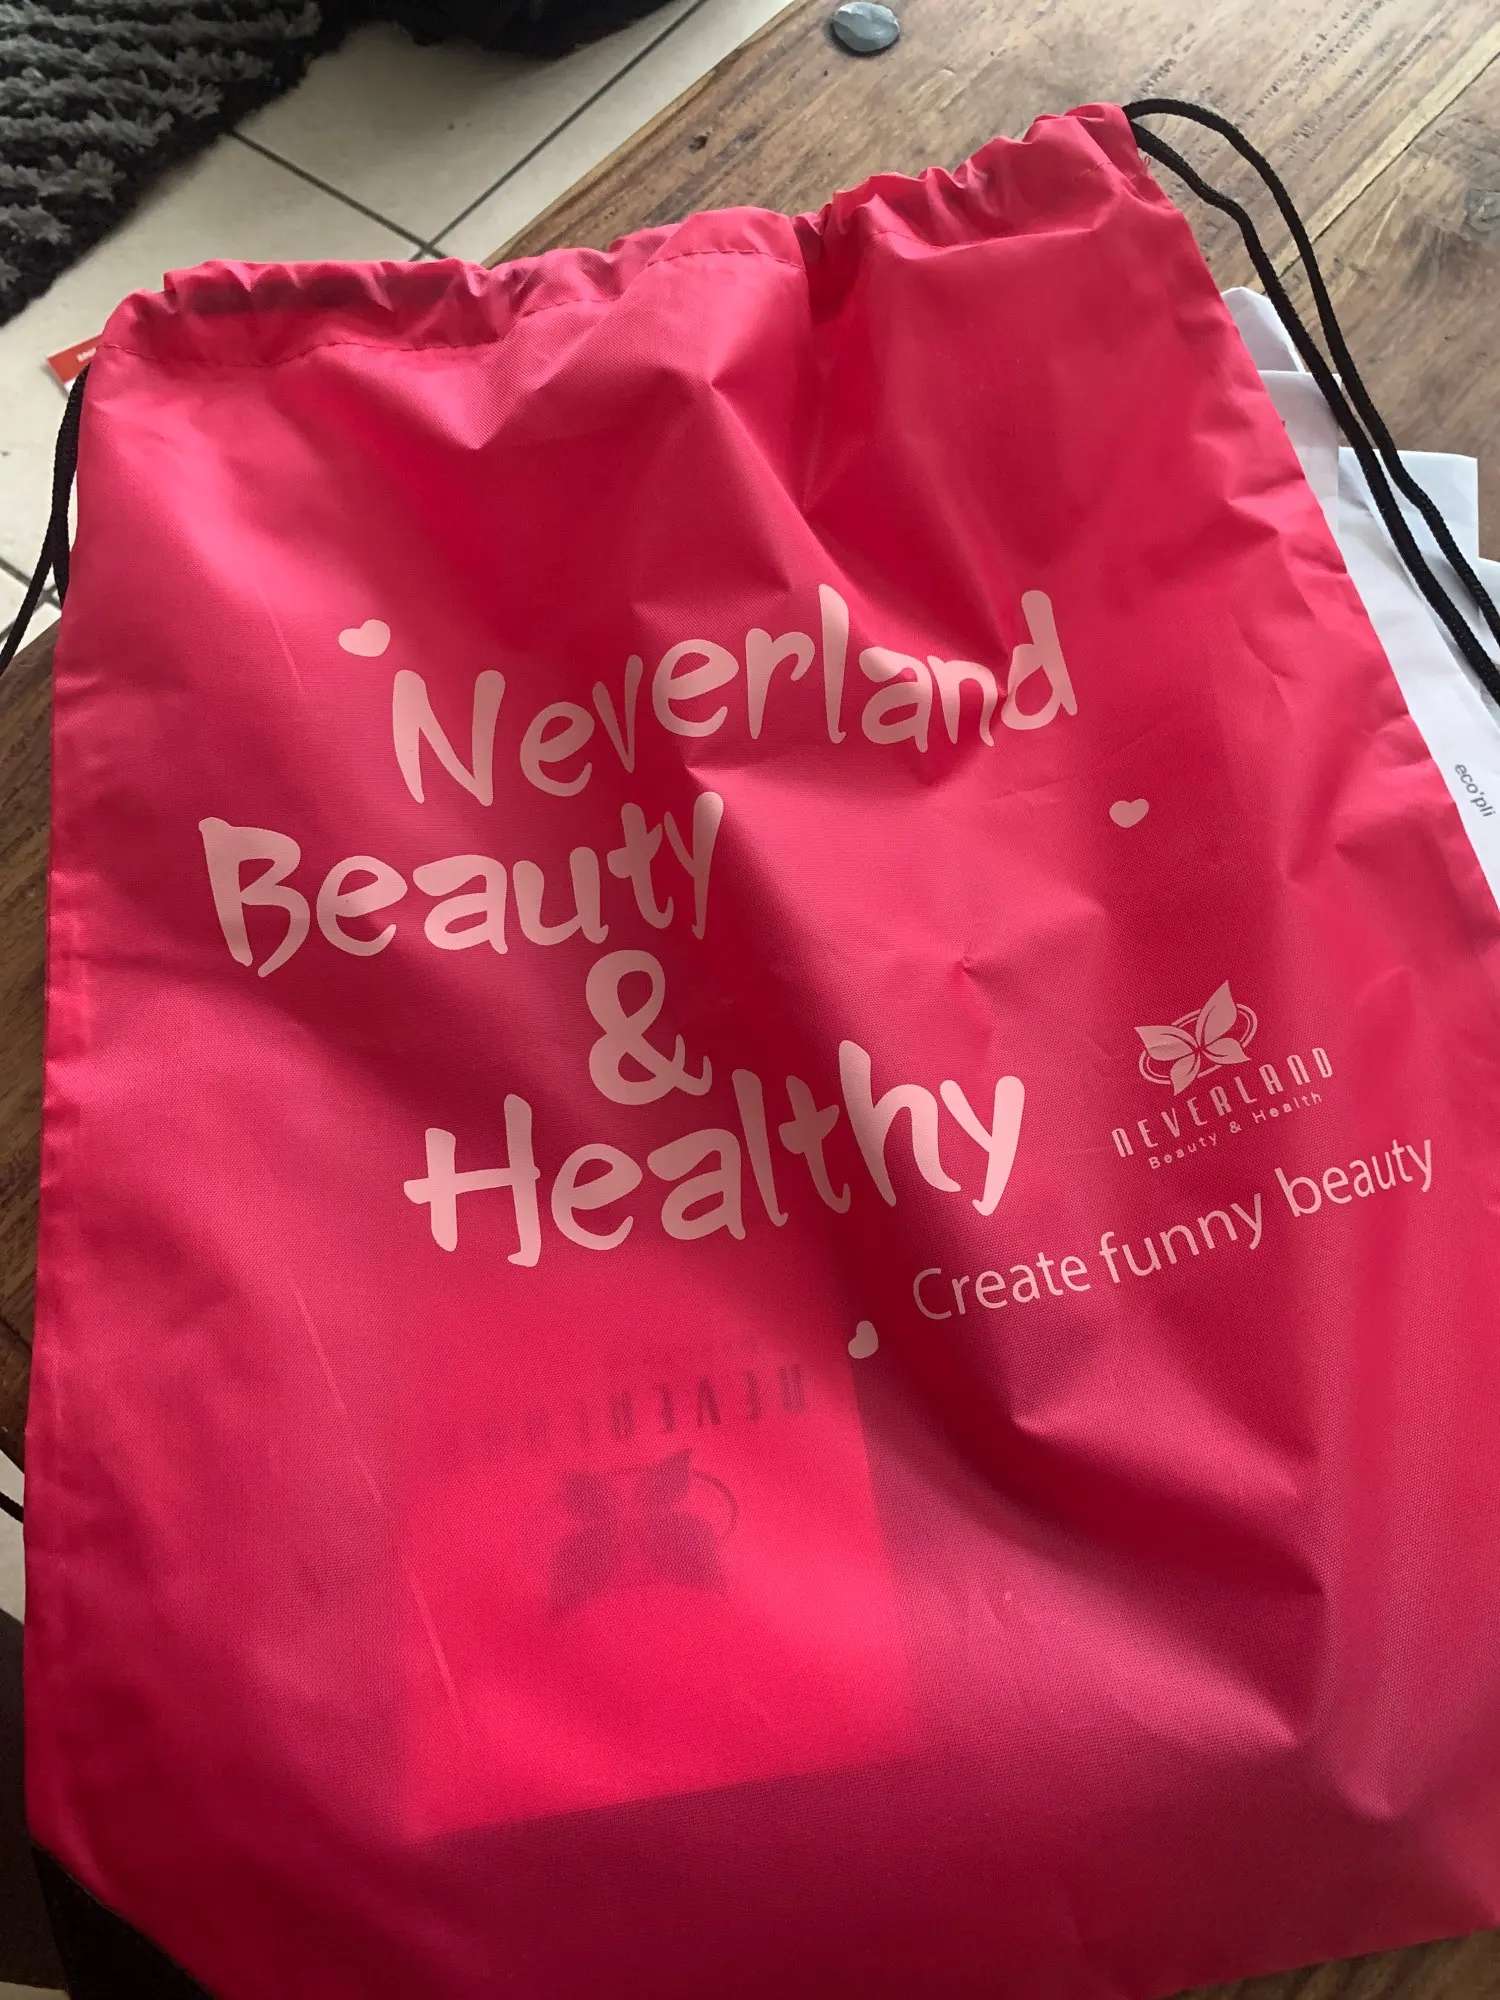 Neverland
Beauty
&
Healthy
NEVERLAND
Beauty & Health
Create funny beauty
eco'pli